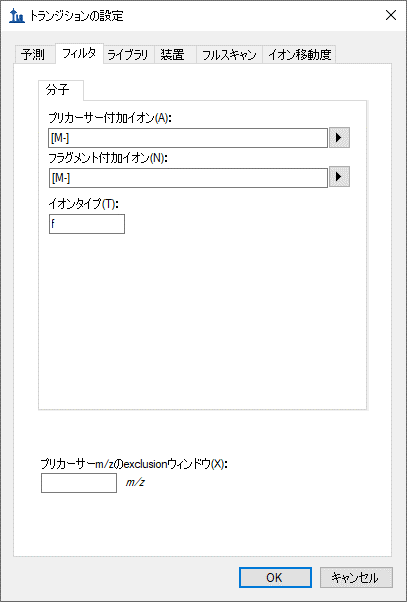 トランジションの設定
予測 フィルタ ライブラリ 装置 フルスキャン イオン移動度
分子
プリカーサー付加イオン(A):
[M-]
フラグメント付加イオン(N):
[M-]
イオンタイプ(T):
f
プリカーサーm/zのexclusionウィンドウ(X):
m/z
OK キャンセル